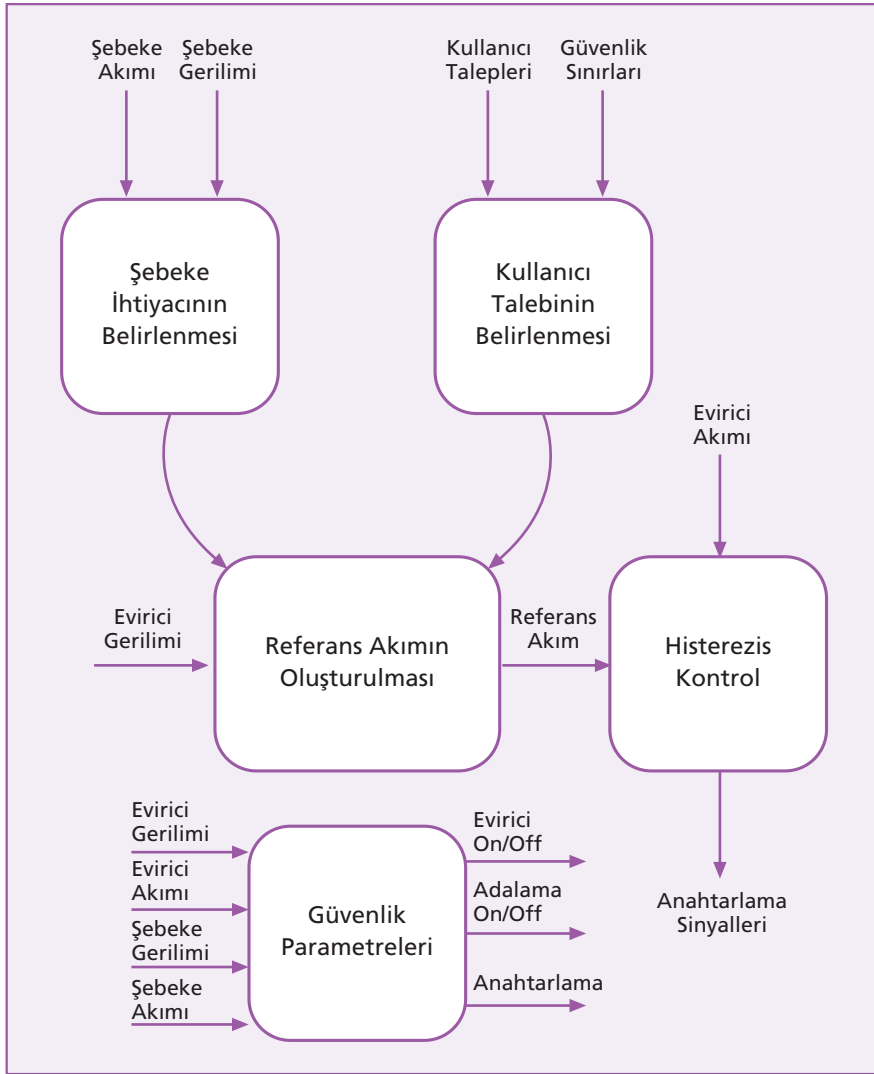 Şebeke
Akımı
Şebeke
Gerilimi
Kullanıcı
Talepleri
Güvenlik
Sınırları
Şebeke
İhtiyacının
Belirlenmesi
Kullanıcı
Talebinin
Belirlenmesi
Evirici
Akımı
Evirici
Gerilimi
Referans Akımın
Oluşturulması
Referans
Akım
Histerezis
Kontrol
Evirici
Gerilimi
Evirici
Akımı
Şebeke
Gerilimi
Şebeke
Akımı
Güvenlik
Parametreleri
Evirici
On/Off
Adalama
On/Off
Anahtarlama
Anahtarlama
Sinyalleri